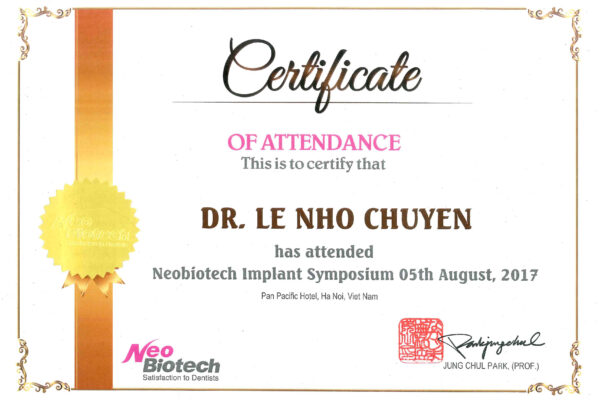 Certificate
OF ATTENDANCE
This is to certify that
DR. LE NHO CHUYEN
has attended
Neobiotech Implant Symposium 05th August, 2017
Pan Pacific Hotel, Ha Noi, Viet Nam
Neo
Biotech
Satisfaction to Dentists
JUNG CHUL PARK, (PROF.)